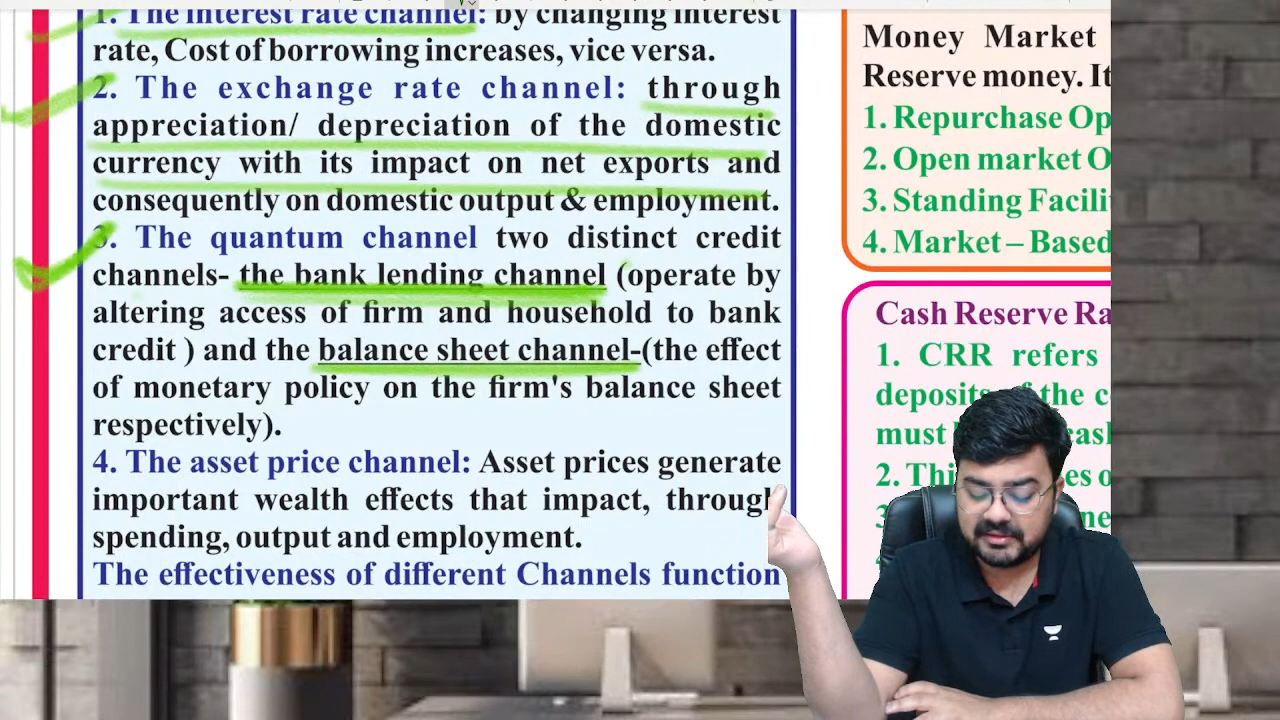 1. The interest rate channel: by changing interest
rate, Cost of borrowing increases, vice versa.
2. The exchange rate channel: through
appreciation/ depreciation of the domestic
currency with its impact on net exports and
consequently on domestic output & employment.
3. The quantum channel two distinct credit
channels- the bank lending channel (operate by
altering access of firm and household to bank
credit ) and the balance sheet channel-(the effect
of monetary policy on the firm's balance sheet
respectively).
4. The asset price channel: Asset prices generate
important wealth effects that impact, through
spending, output and employment.
The effectiveness of different Channels function
Money Market
Reserve money. It
1. Repurchase Op
2. Open market O
3. Standing Facili
4. Market – Based
Cash Reserve Ra
1. CRR refers
deposits of the c
must cash
2.
3